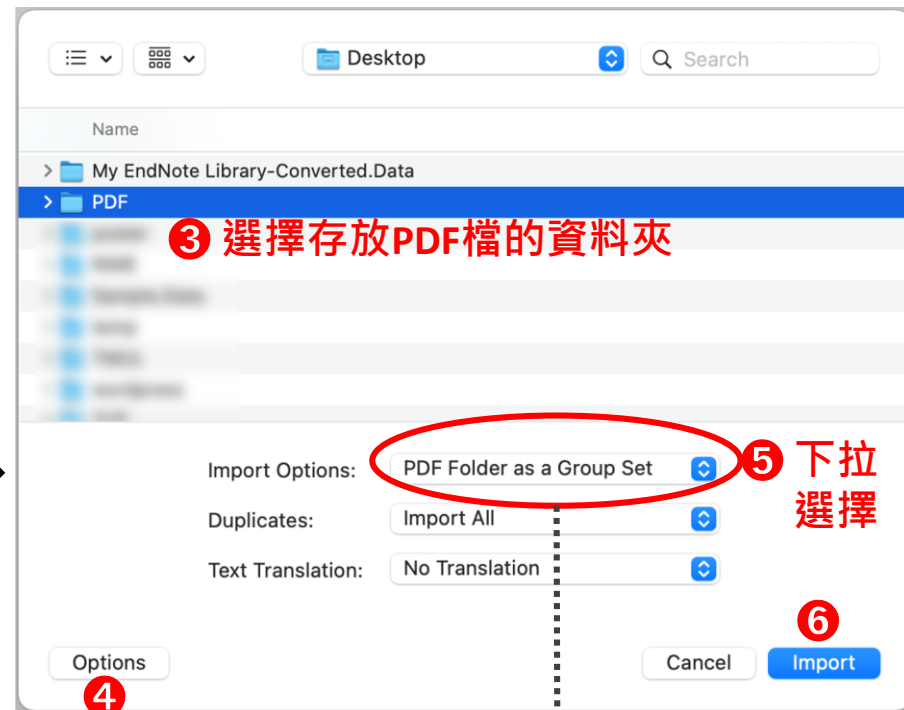 Desktop
Search
Name
My EndNote Library-Converted.Data
PDF
❸ 選擇存放PDF檔的資料夾
Import Options: PDF Folder as a Group Set
❺ 下拉
選擇
Duplicates: Import All
Text Translation: No Translation
❻
Options Cancel Import
❹